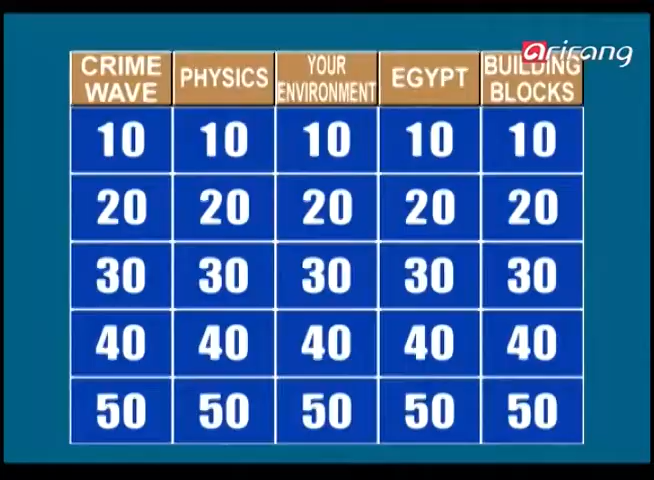 arirang
CRIME WAVE PHYSICS YOUR ENVIRONMENT EGYPT BUILDING BLOCKS
10 10 10 10 10
20 20 20 20 20
30 30 30 30 30
40 40 40 40 40
50 50 50 50 50